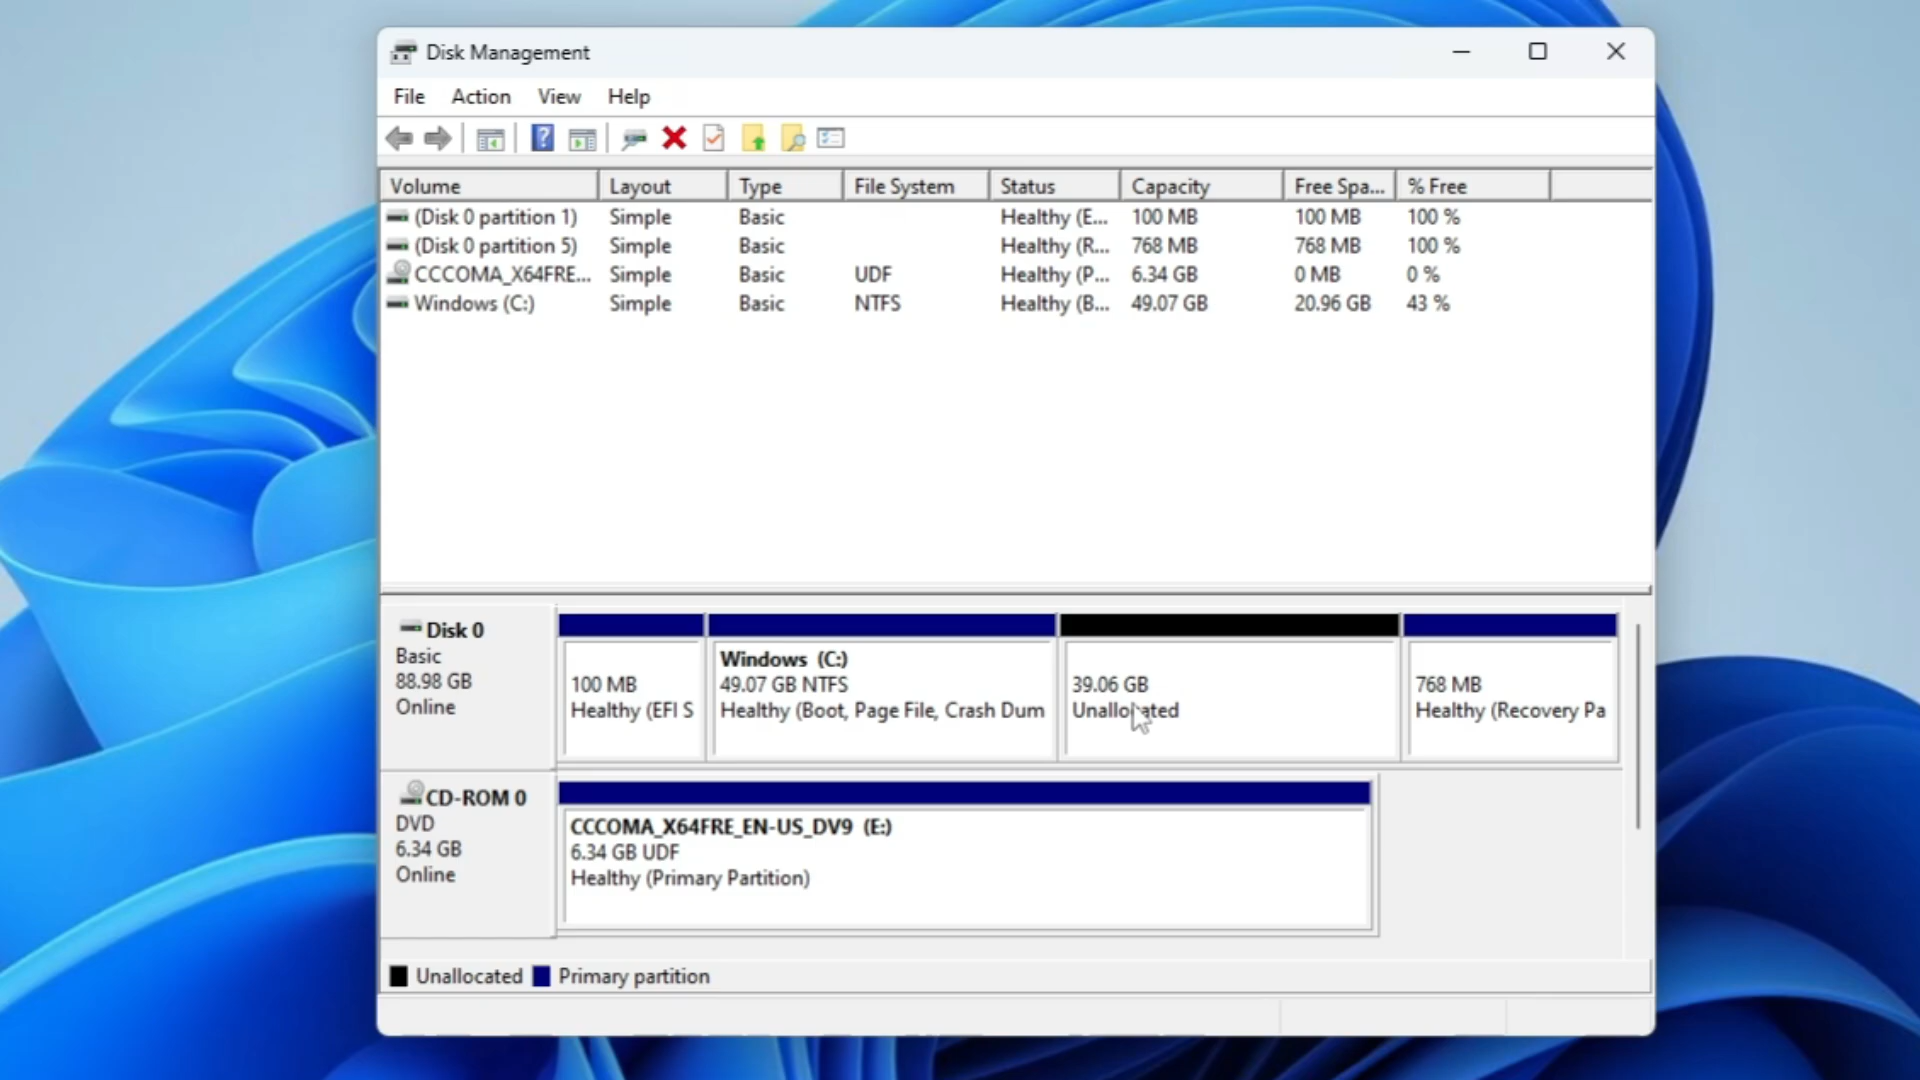 Disk Management
File Action View Help
Volume Layout Type File System Status Capacity Free Spa... % Free
(Disk 0 partition 1) Simple Basic Healthy (E... 100 MB 100 MB 100 %
(Disk 0 partition 5) Simple Basic Healthy (R... 768 MB 768 MB 100 %
CCCOMA_X64FRE... Simple Basic UDF Healthy (P... 6.34 GB 0 MB 0 %
Windows (C:) Simple Basic NTFS Healthy (B... 49.07 GB 20.96 GB 43 %
Disk 0
Basic
88.98 GB
Online
100 MB
Healthy (EFI S
Windows (C:)
49.07 GB NTFS
Healthy (Boot, Page File, Crash Dum
39.06 GB
Unallocated
768 MB
Healthy (Recovery Pa
CD-ROM 0
DVD
6.34 GB
Online
CCCOMA_X64FRE_EN-US_DV9 (E:)
6.34 GB UDF
Healthy (Primary Partition)
Unallocated Primary partition